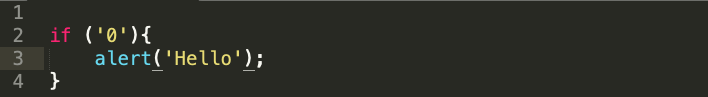 1
2 if ('0'){
3     alert('Hello');
4 }